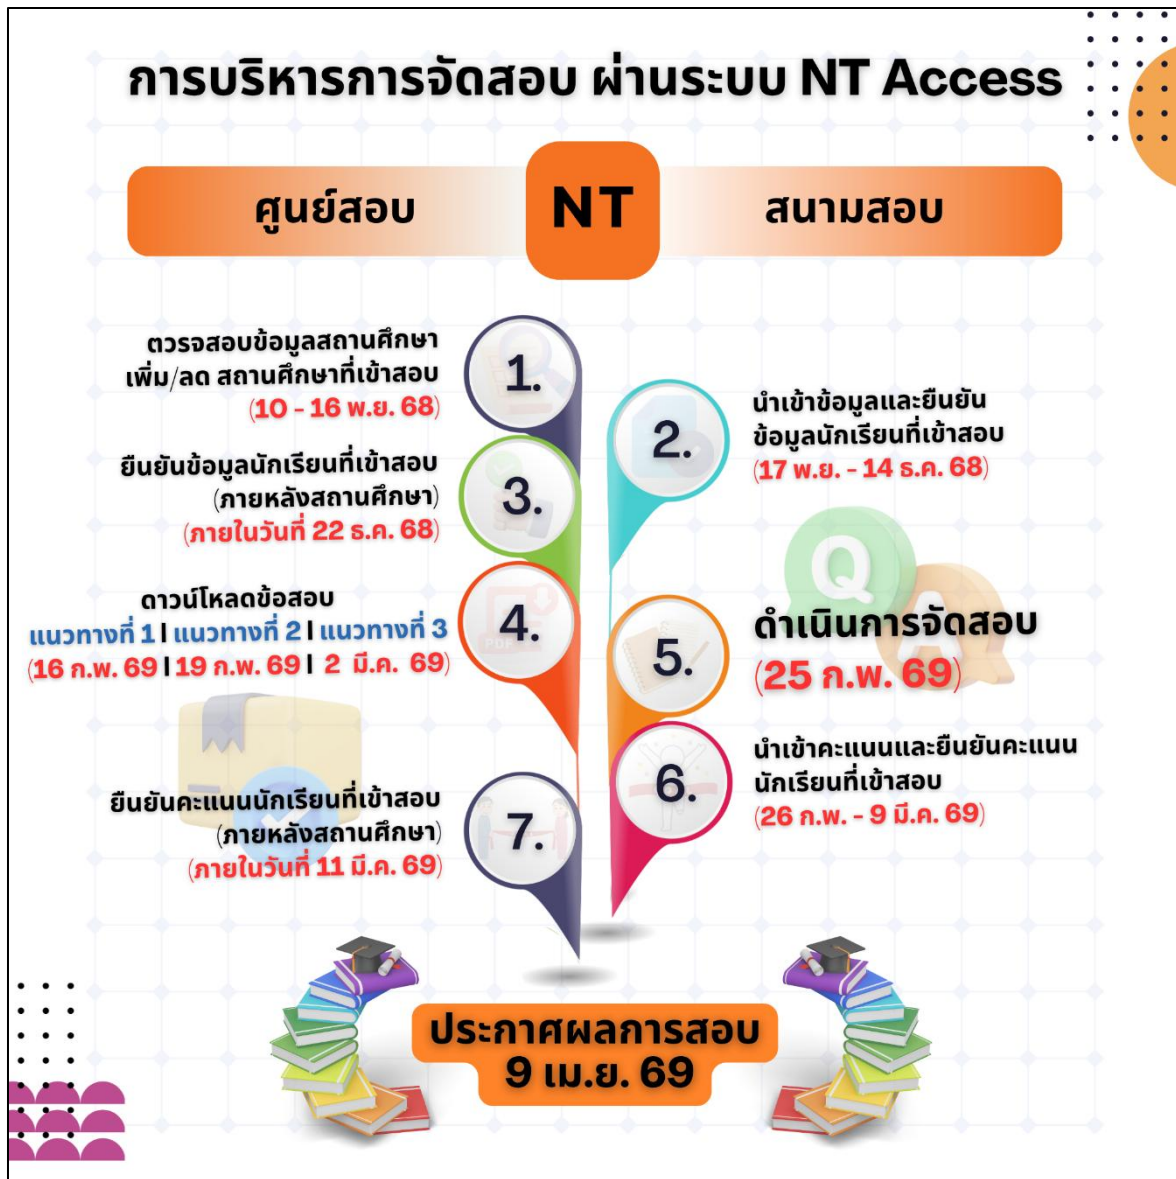 การบริหารการจัดสอบ ผ่านระบบ NT Access
ศูนย์สอบ
NT
สนามสอบ
1.
ตวรจสอบข้อมูลสถานศึกษา
เพิ่ม/ลด สถานศึกษาที่เข้าสอบ
(10 - 16 พ.ย. 68)
2.
นำเข้าข้อมูลและยืนยัน
ข้อมูลนักเรียนที่เข้าสอบ
(17 พ.ย. - 14 ธ.ค. 68)
3.
ยืนยันข้อมูลนักเรียนที่เข้าสอบ
(ภายหลังสถานศึกษา)
(ภายในวันที่ 22 ธ.ค. 68)
4.
PDF
ดาวน์โหลดข้อสอบ
แนวทางที่ 1 | แนวทางที่ 2 | แนวทางที่ 3
(16 ก.พ. 69 | 19 ก.พ. 69 | 2 มี.ค. 69)
5.
Q
A
ดำเนินการจัดสอบ
(25 ก.พ. 69)
6.
นำเข้าคะแนนและยืนยันคะแนน
นักเรียนที่เข้าสอบ
(26 ก.พ. - 9 มี.ค. 69)
7.
ยืนยันคะแนนนักเรียนที่เข้าสอบ
(ภายหลังสถานศึกษา)
(ภายในวันที่ 11 มี.ค. 69)
ประกาศผลการสอบ
9 เม.ย. 69